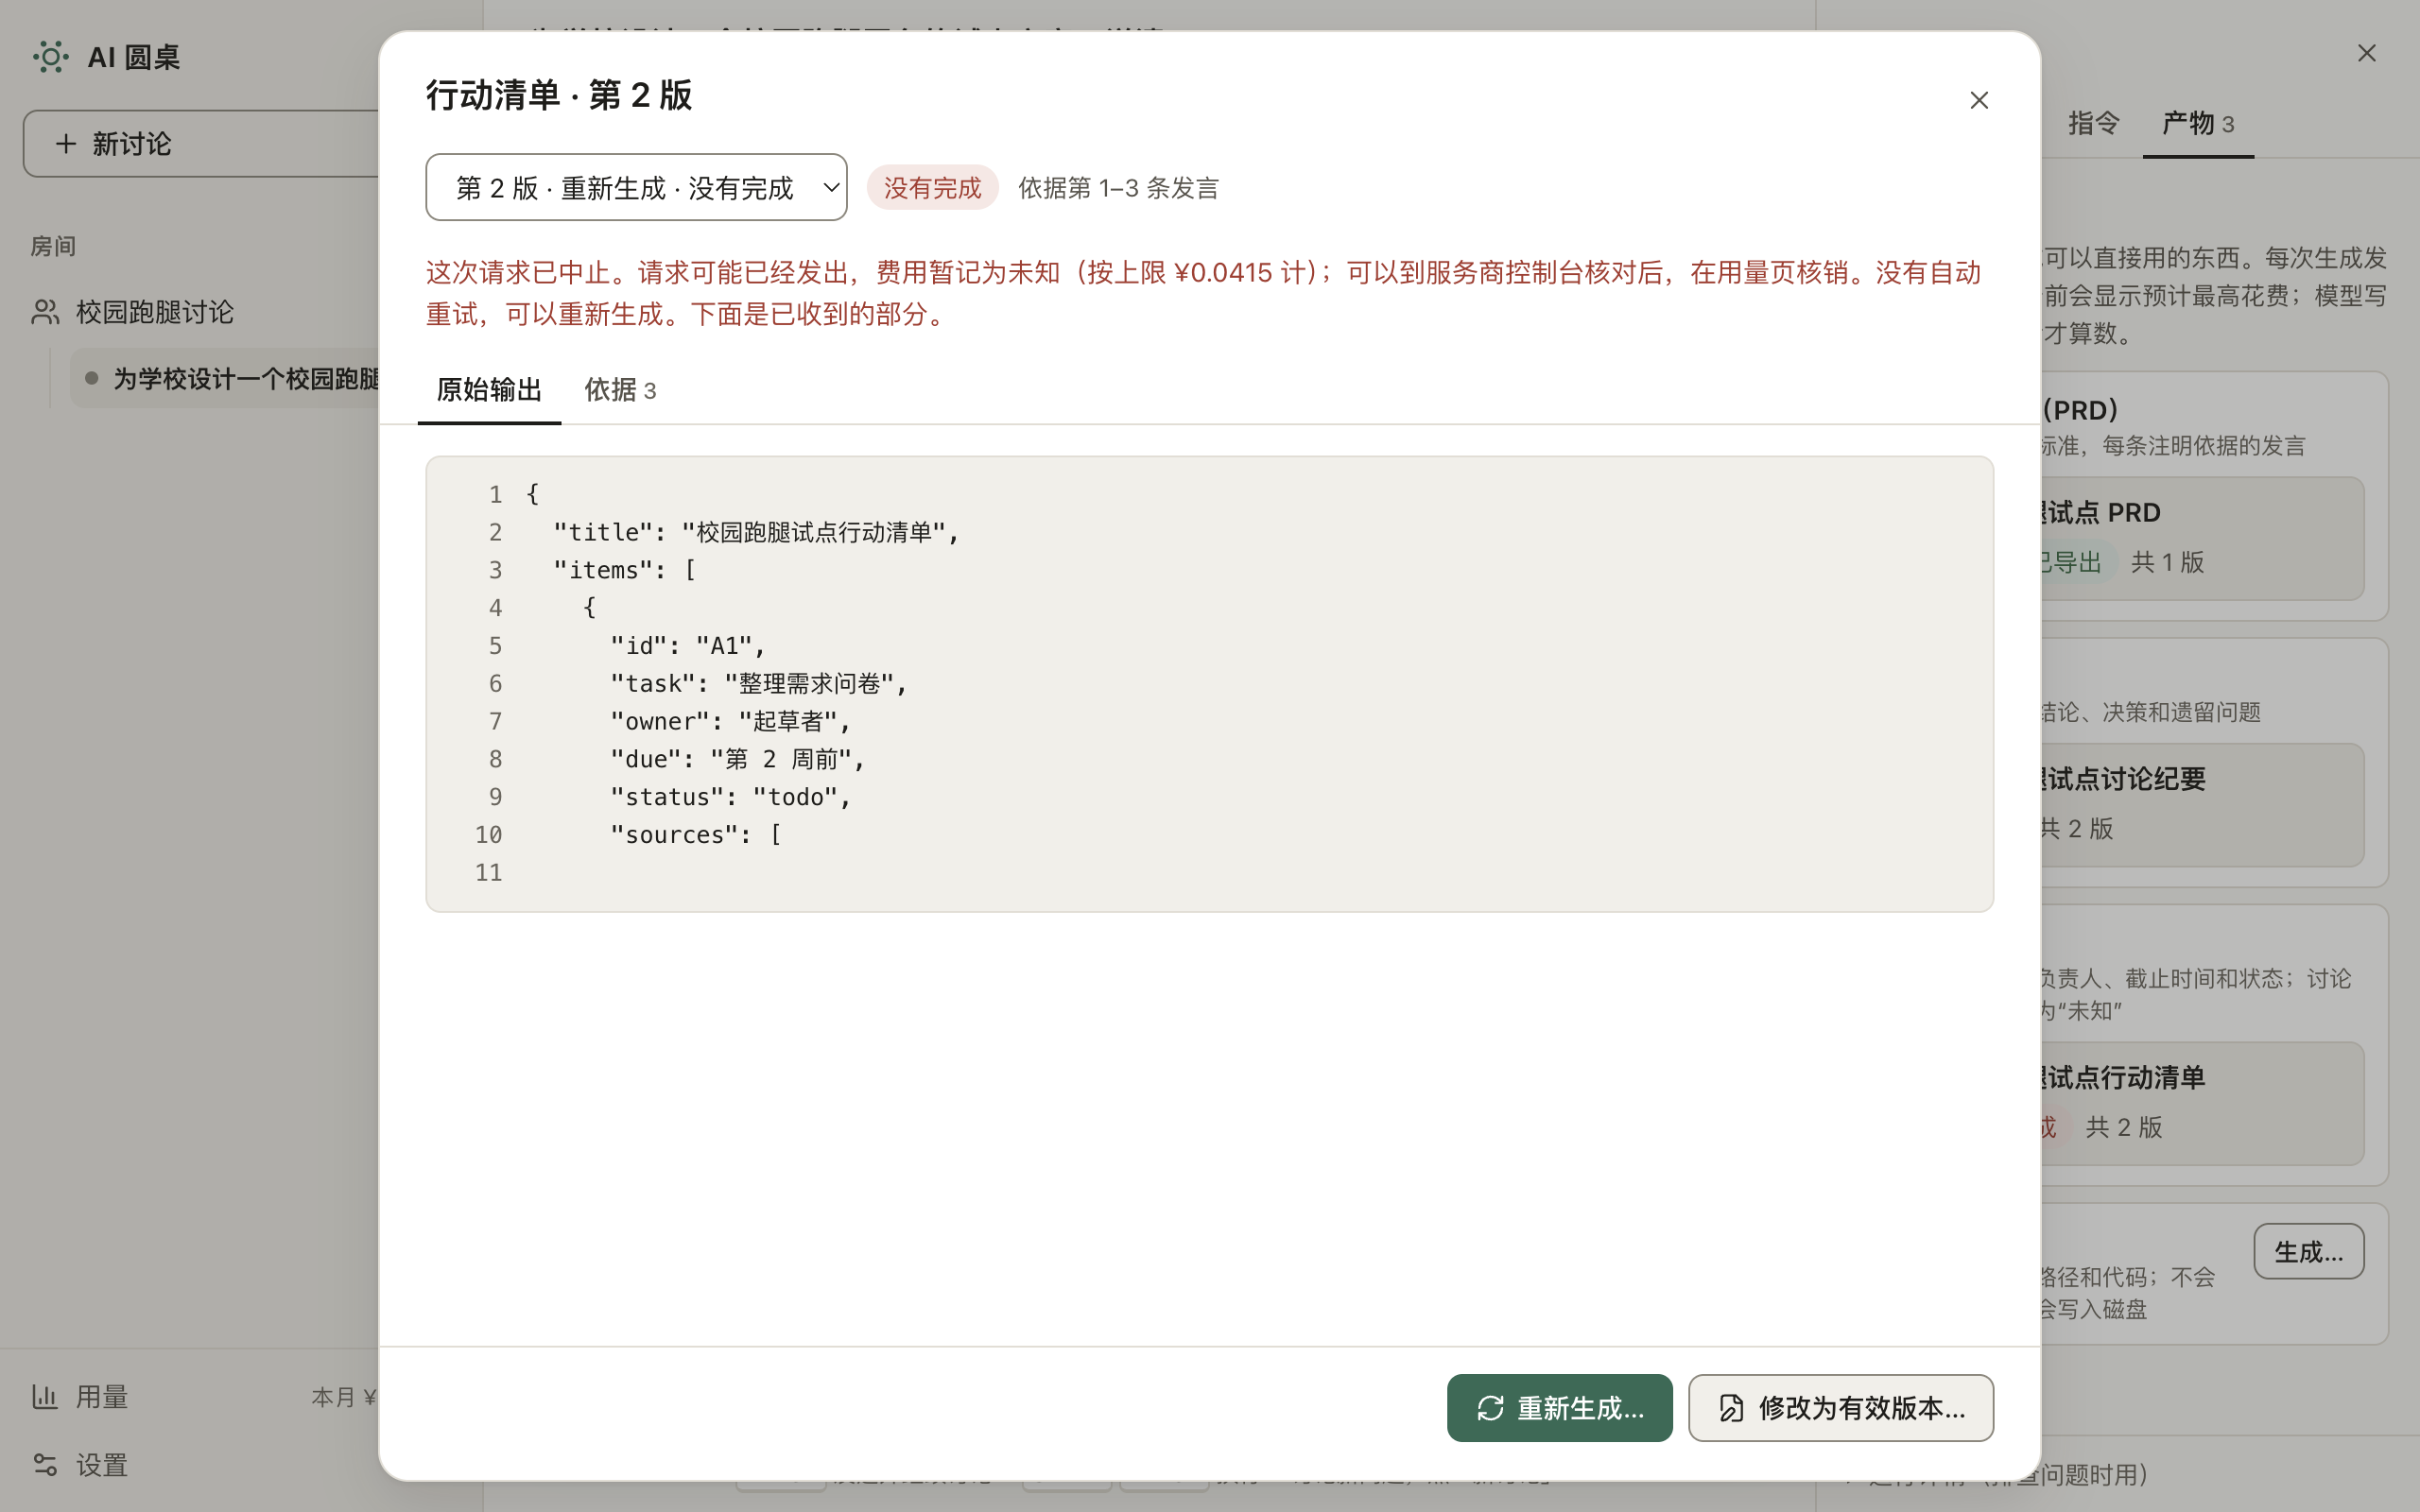 AI 圆桌
新讨论
房间
校园跑腿讨论
为学校设计一个校园跑腿
用量
本月 ¥
设置
行动清单 · 第 2 版
第 2 版 · 重新生成 · 没有完成
没有完成
依据第 1–3 条发言
这次请求已中止。请求可能已经发出，费用暂记为未知（按上限 ¥0.0415 计）；可以到服务商控制台核对后，在用量页核销。没有自动
重试，可以重新生成。下面是已收到的部分。
原始输出
依据 3
1 {
2 "title": "校园跑腿试点行动清单",
3 "items": [
4 {
5 "id": "A1",
6 "task": "整理需求问卷",
7 "owner": "起草者",
8 "due": "第 2 周前",
9 "status": "todo",
10 "sources": [
11
重新生成...
修改为有效版本...
指令
产物 3
可以直接用的东西。每次生成发
前会显示预计最高花费；模型写
才算数。
（PRD）
标准，每条注明依据的发言
试点 PRD
已导出
共 1 版
结论、决策和遗留问题
试点讨论纪要
共 2 版
负责人、截止时间和状态；讨论
为“未知”
试点行动清单
成
共 2 版
生成...
路径和代码；不会
会写入磁盘
问题时用）